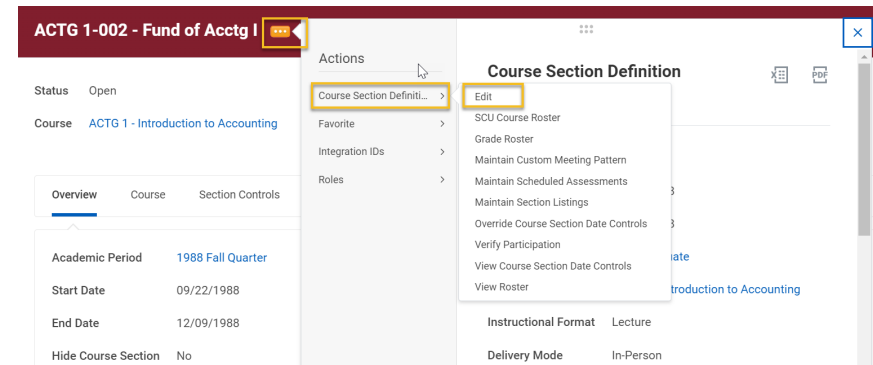 ACTG 1-002 - Fund of Acctg I
Status Open
Course ACTG 1 - Introduction to Accounting
Overview Course Section Controls
Academic Period 1988 Fall Quarter
Start Date 09/22/1988
End Date 12/09/1988
Hide Course Section No
Actions
Course Section Definiti...
Favorite
Integration IDs
Roles
Course Section Definition
PDF
Edit
SCU Course Roster
Grade Roster
Maintain Custom Meeting Pattern
Maintain Scheduled Assessments
Maintain Section Listings
Override Course Section Date Controls
Verify Participation
View Course Section Date Controls
View Roster
troduction to Accounting
Instructional Format Lecture
Delivery Mode In-Person